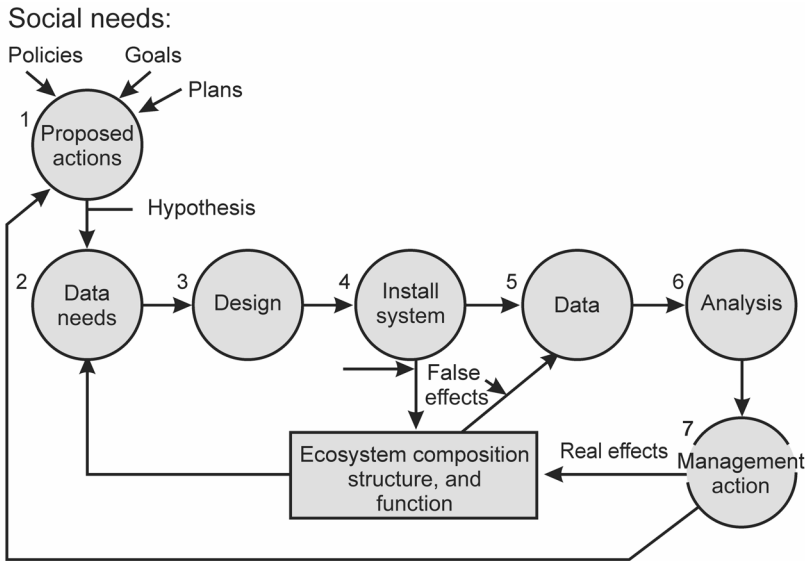 Social needs:
Policies
Goals
Plans
1
Proposed
actions
Hypothesis
2
Data
needs
3
Design
4
Install
system
5
Data
6
Analysis
False
effects
Ecosystem composition
structure, and
function
Real effects
7
Management
action